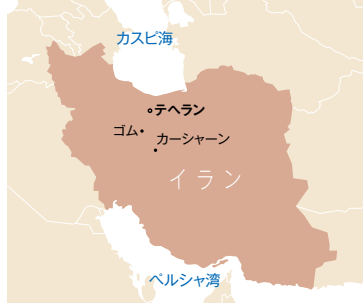 カスピ海
テヘラン
ゴム
カーシャーン
イラン
ペルシャ湾